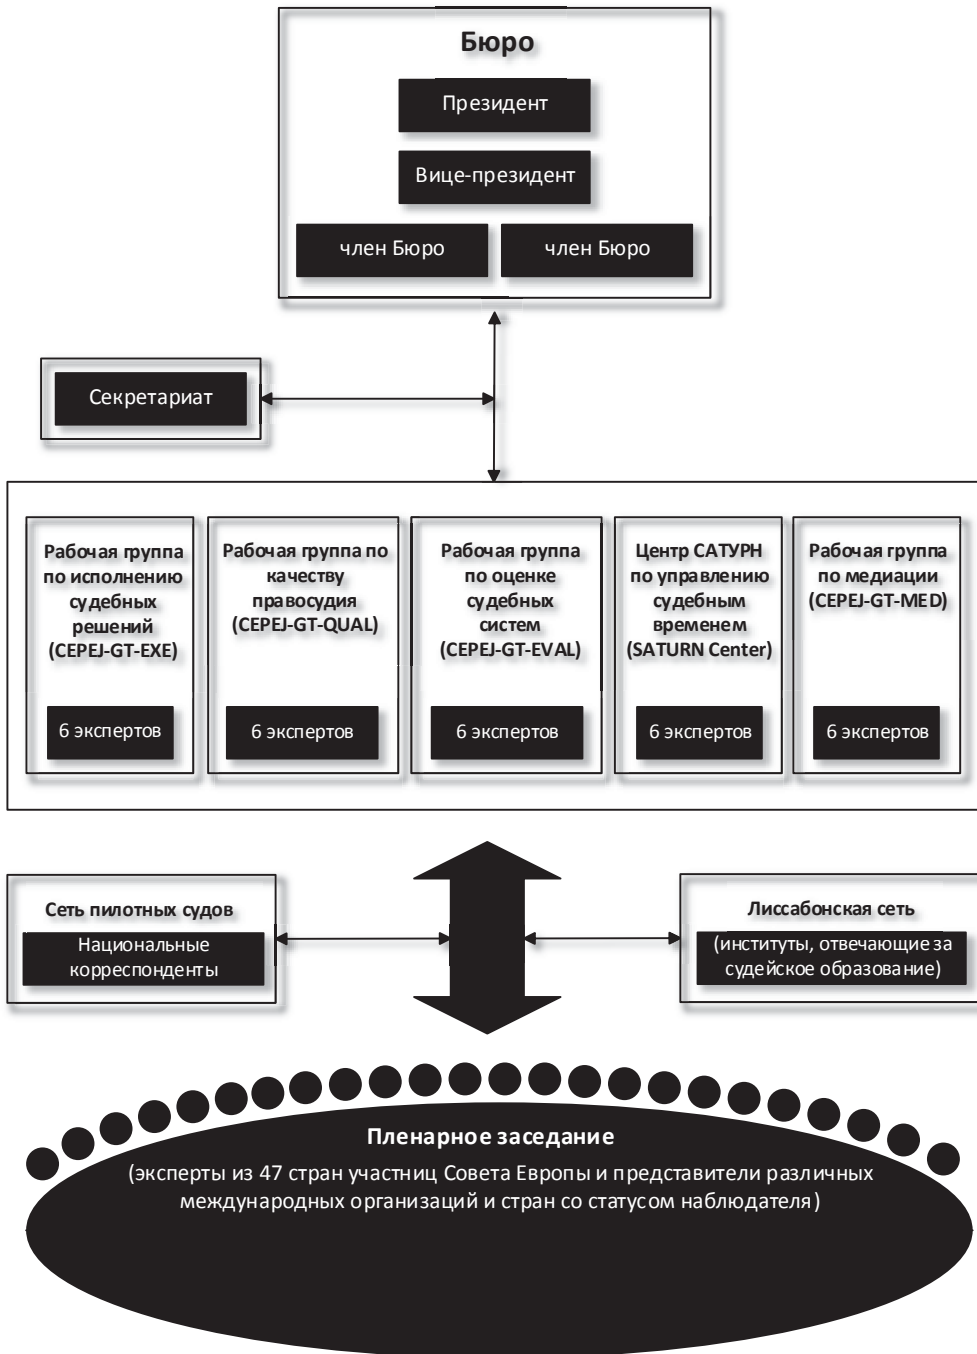 Бюро
Президент
Вице-президент
член Бюро
член Бюро
Секретариат
Рабочая группа
по исполнению
судебных
решений
(CEPEJ-GT-EXE)
6 экспертов
Рабочая группа по
качеству
правосудия
(CEPEJ-GT-QUAL)
6 экспертов
Рабочая группа
по оценке
судебных
систем
(CEPEJ-GT-EVAL)
6 экспертов
Центр САТУРН
по управлению
судебным
временем
(SATURN Center)
6 экспертов
Рабочая группа
по медиации
(CEPEJ-GT-MED)
6 экспертов
Сеть пилотных судов
Национальные
корреспонденты
Лиссабонская сеть
(институты, отвечающие за
судейское образование)
Пленарное заседание
(эксперты из 47 стран участниц Совета Европы и представители различных
международных организаций и стран со статусом наблюдателя)